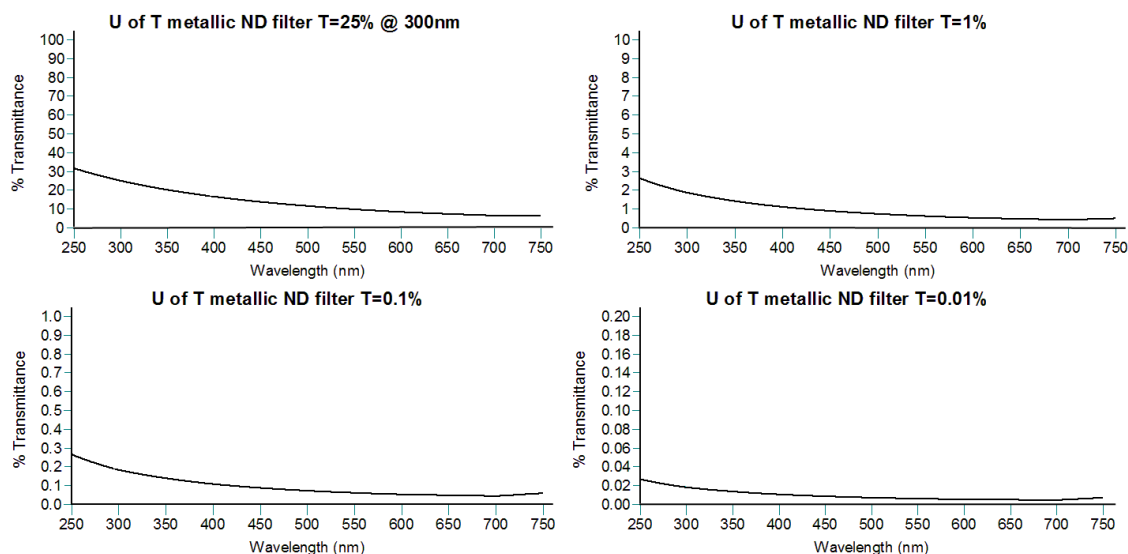 U of T metallic ND filter T=25% @ 300nm
% Transmittance
100
90
80
70
60
50
40
30
20
10
0
250 300 350 400 450 500 550 600 650 700 750
Wavelength (nm)
U of T metallic ND filter T=1%
% Transmittance
10
9
8
7
6
5
4
3
2
1
0
250 300 350 400 450 500 550 600 650 700 750
Wavelength (nm)
U of T metallic ND filter T=0.1%
% Transmittance
1.0
0.9
0.8
0.7
0.6
0.5
0.4
0.3
0.2
0.1
0.0
250 300 350 400 450 500 550 600 650 700 750
Wavelength (nm)
U of T metallic ND filter T=0.01%
% Transmittance
0.20
0.18
0.16
0.14
0.12
0.10
0.08
0.06
0.04
0.02
0.00
250 300 350 400 450 500 550 600 650 700 750
Wavelength (nm)